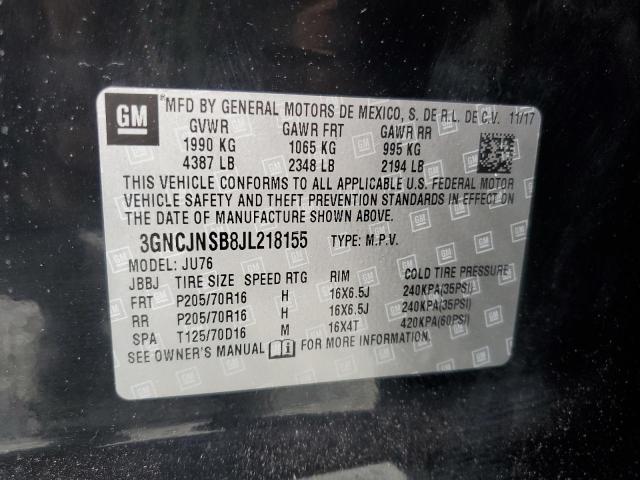 GM
®MFD BY GENERAL MOTORS DE MEXICO, S. DE R.L. DE C.V. 11/17
GVWR GAWR FRT GAWR RR
1990 KG 1065 KG 995 KG
4387 LB 2348 LB 2194 LB
THIS VEHICLE CONFORMS TO ALL APPLICABLE U.S. FEDERAL MOTOR
VEHICLE SAFETY AND THEFT PREVENTION STANDARDS IN EFFECT ON
THE DATE OF MANUFACTURE SHOWN ABOVE.
3GNCJNSB8JL218155 TYPE: M.P.V.
MODEL: JU76
JBBJ TIRE SIZE SPEED RTG RIM COLD TIRE PRESSURE
FRT P205/70R16 H 16X6.5J 240KPA(35PSI)
RR P205/70R16 H 16X6.5J 240KPA(35PSI)
SPA T125/70D16 M 16X4T 420KPA(60PSI)
SEE OWNER'S MANUAL FOR MORE INFORMATION.